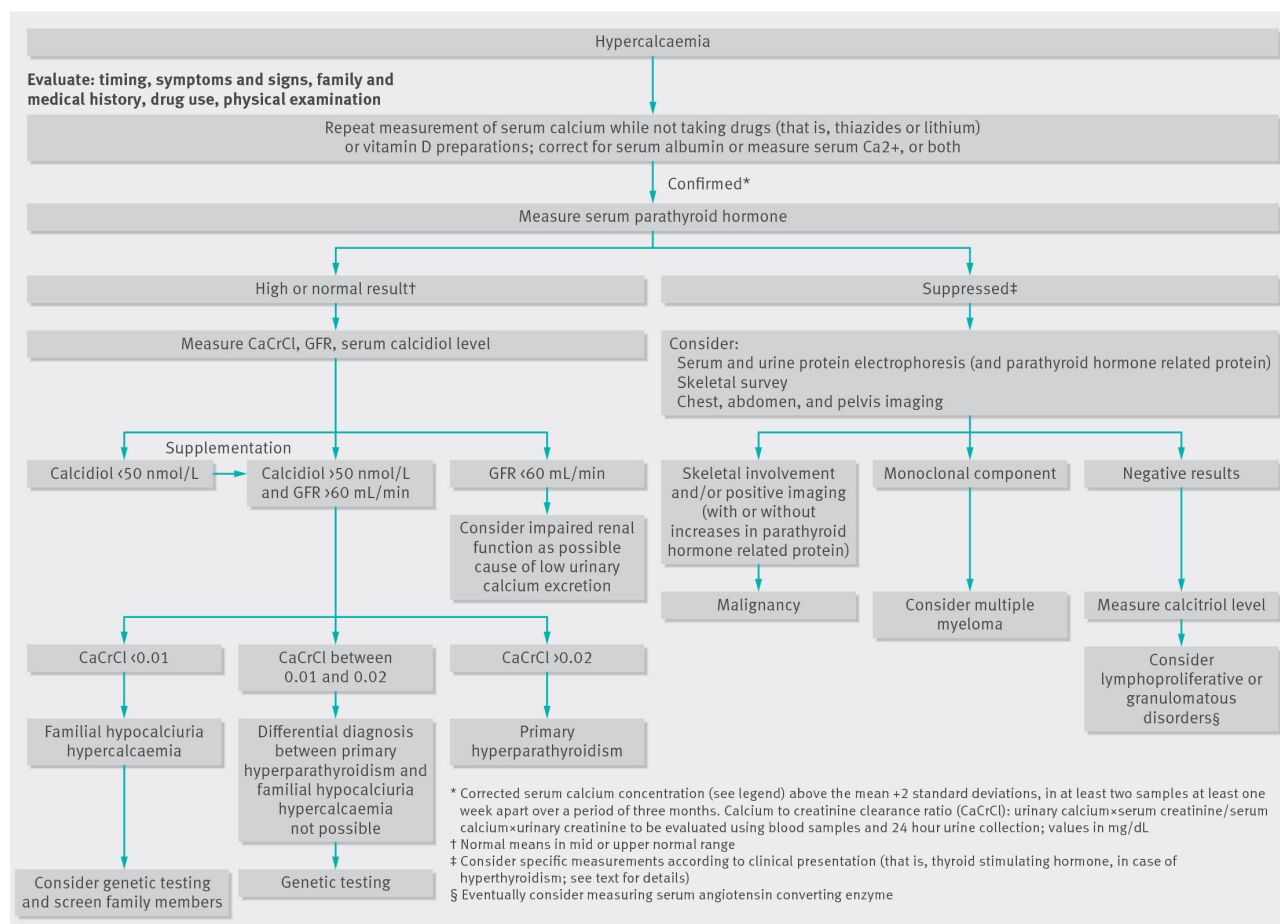 Hypercalcaemia
Evaluate: timing, symptoms and signs, family and
medical history, drug use, physical examination
Repeat measurement of serum calcium while not taking drugs (that is, thiazides or lithium)
or vitamin D preparations; correct for serum albumin or measure serum Ca2+, or both
Confirmed*
Measure serum parathyroid hormone
High or normal result†
Suppressed‡
Measure CaCrCl, GFR, serum calcidiol level
Consider:
Serum and urine protein electrophoresis (and parathyroid hormone related protein)
Skeletal survey
Chest, abdomen, and pelvis imaging
Supplementation
Calcidiol <50 nmol/L
Calcidiol >50 nmol/L
and GFR >60 mL/min
GFR <60 mL/min
Consider impaired renal
function as possible
cause of low urinary
calcium excretion
Skeletal involvement
and/or positive imaging
(with or without
increases in parathyroid
hormone related protein)
Monoclonal component
Negative results
Malignancy
Consider multiple
myeloma
Measure calcitriol level
Consider
lymphoproliferative or
granulomatous
disorders§
CaCrCl <0.01
CaCrCl between
0.01 and 0.02
CaCrCl >0.02
Familial hypocalciuria
hypercalcaemia
Differential diagnosis
between primary
hyperparathyroidism and
familial hypocalciuria
hypercalcaemia
not possible
Primary
hyperparathyroidism
Consider genetic testing
and screen family members
Genetic testing
* Corrected serum calcium concentration (see legend) above the mean +2 standard deviations, in at least two samples at least one
week apart over a period of three months. Calcium to creatinine clearance ratio (CaCrCl): urinary calcium×serum creatinine/serum
calcium×urinary creatinine to be evaluated using blood samples and 24 hour urine collection; values in mg/dL
† Normal means in mid or upper normal range
‡ Consider specific measurements according to clinical presentation (that is, thyroid stimulating hormone, in case of
hyperthyroidism; see text for details)
§ Eventually consider measuring serum angiotensin converting enzyme